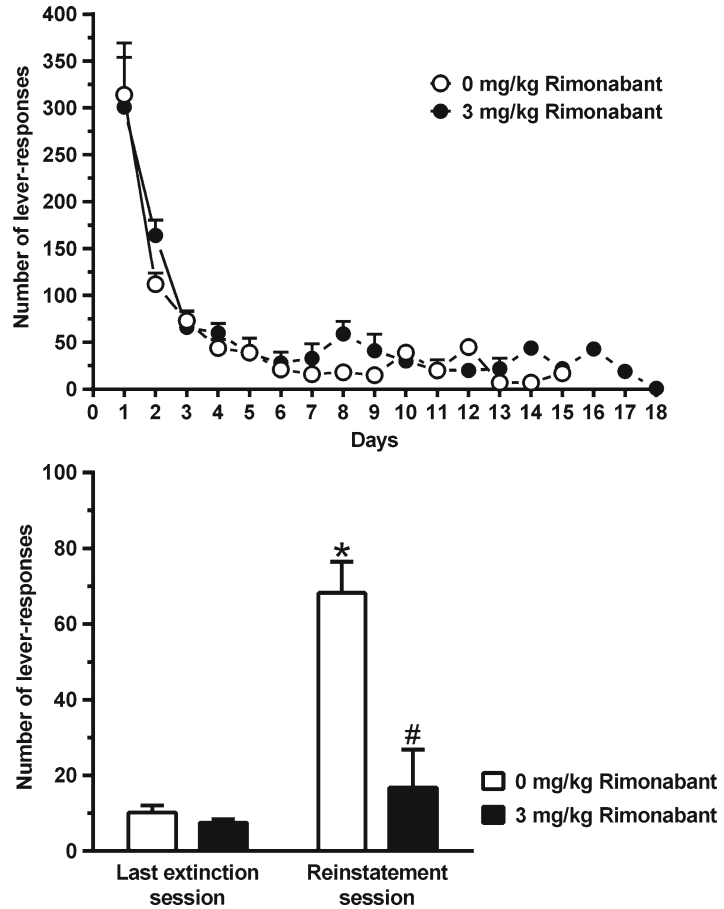 400
350
300
250
200
150
100
50
0
Number of lever-responses
0 mg/kg Rimonabant
3 mg/kg Rimonabant
0 1 2 3 4 5 6 7 8 9 10 11 12 13 14 15 16 17 18
Days
100
80
60
40
20
0
Number of lever-responses
*
#
0 mg/kg Rimonabant
3 mg/kg Rimonabant
Last extinction
session
Reinstatement
session